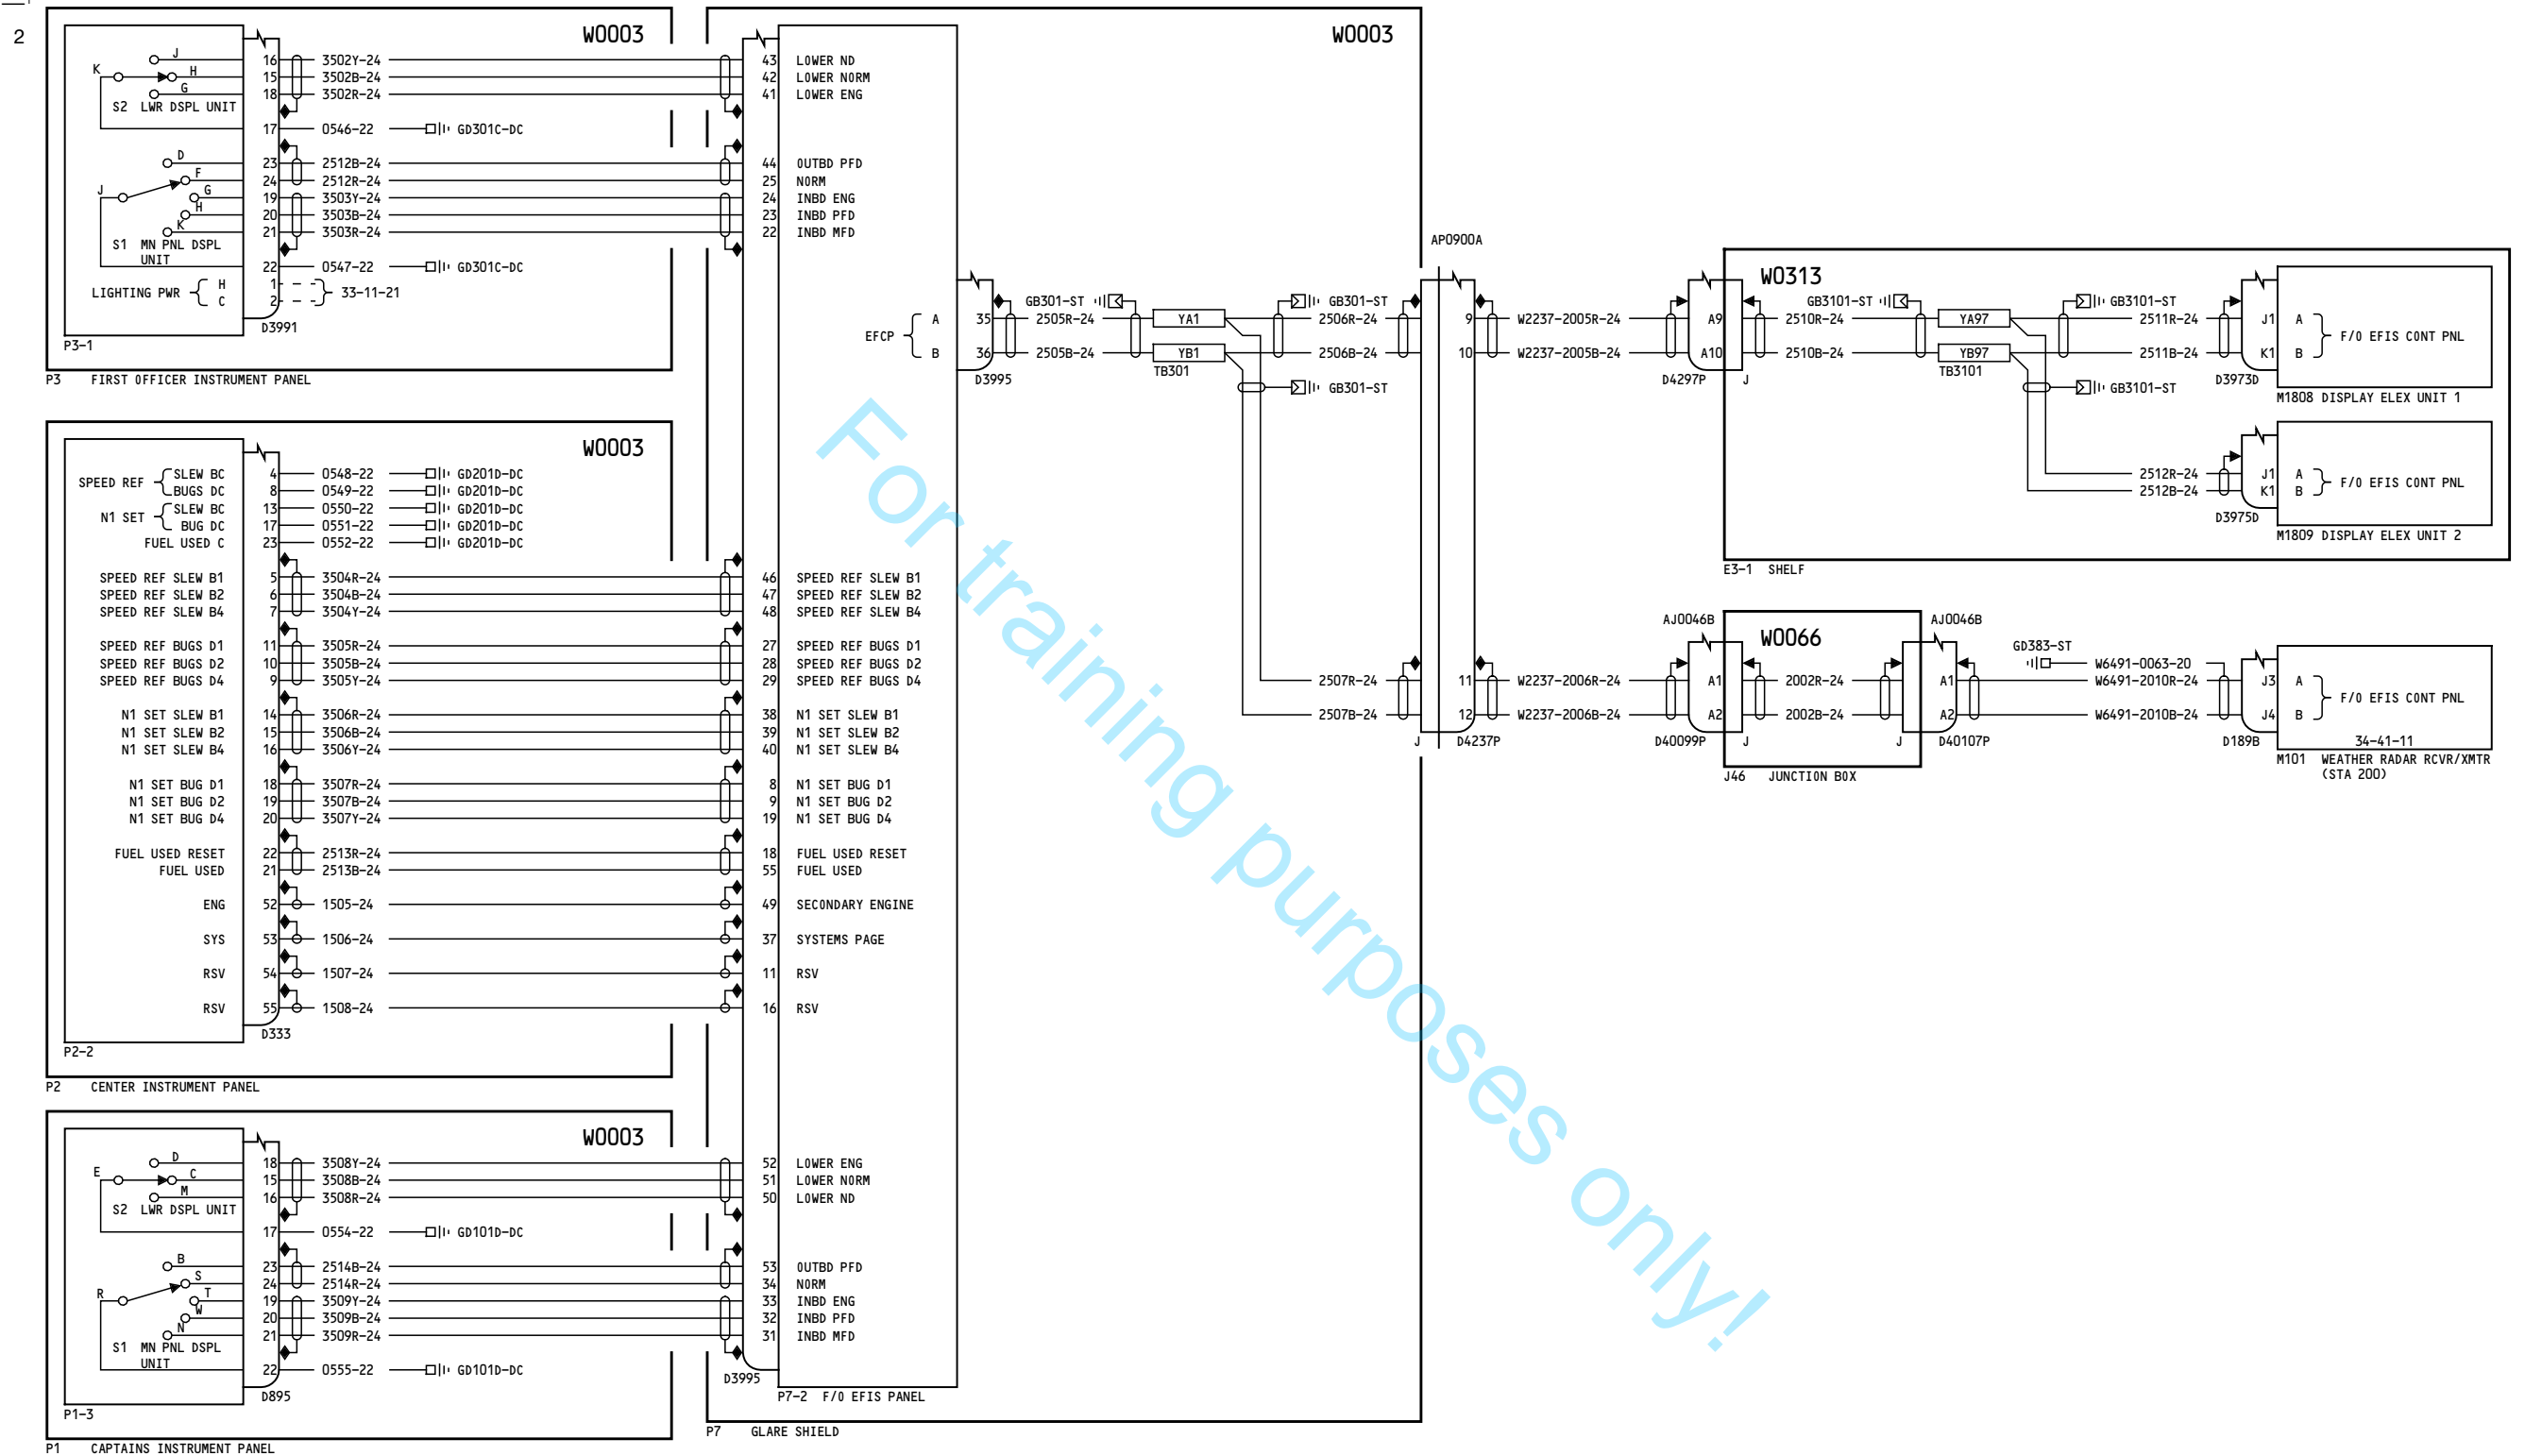 2
W0003
K
J
H
G
S2 LWR DSPL UNIT
16 3502Y-24
15 3502B-24
18 3502R-24
17 0546-22 GD301C-DC
D
F
J
G
H
K
S1 MN PNL DSPL
UNIT
23 2512B-24
24 2512R-24
19 3503Y-24
20 3503B-24
21 3503R-24
22 0547-22 GD301C-DC
LIGHTING PWR H 1
C 2
33-11-21
D3991
P3-1
P3 FIRST OFFICER INSTRUMENT PANEL
W0003
SPEED REF
SLEW BC 4 0548-22 GD201D-DC
BUGS DC 8 0549-22 GD201D-DC
N1 SET
SLEW BC 13 0550-22 GD201D-DC
BUG DC 17 0551-22 GD201D-DC
FUEL USED C 23 0552-22 GD201D-DC
SPEED REF SLEW B1 5 3504R-24
SPEED REF SLEW B2 6 3504B-24
SPEED REF SLEW B4 7 3504Y-24
SPEED REF BUGS D1 11 3505R-24
SPEED REF BUGS D2 10 3505B-24
SPEED REF BUGS D4 9 3505Y-24
N1 SET SLEW B1 14 3506R-24
N1 SET SLEW B2 15 3506B-24
N1 SET SLEW B4 16 3506Y-24
N1 SET BUG D1 18 3507R-24
N1 SET BUG D2 19 3507B-24
N1 SET BUG D4 20 3507Y-24
FUEL USED RESET 22 2513R-24
FUEL USED 21 2513B-24
ENG 52 1505-24
SYS 53 1506-24
RSV 54 1507-24
RSV 55 1508-24
D333
P2-2
P2 CENTER INSTRUMENT PANEL
W0003
E
D
C
M
S2 LWR DSPL UNIT
18 3508Y-24
15 3508B-24
16 3508R-24
17 0554-22 GD101D-DC
B
S
R
T
W
N
S1 MN PNL DSPL
UNIT
23 2514B-24
24 2514R-24
19 3509Y-24
20 3509B-24
21 3509R-24
22 0555-22 GD101D-DC
D895
P1-3
P1 CAPTAINS INSTRUMENT PANEL
W0003
43 LOWER ND
42 LOWER NORM
41 LOWER ENG
44 OUTBD PFD
25 NORM
24 INBD ENG
23 INBD PFD
22 INBD MFD
46 SPEED REF SLEW B1
47 SPEED REF SLEW B2
48 SPEED REF SLEW B4
27 SPEED REF BUGS D1
28 SPEED REF BUGS D2
29 SPEED REF BUGS D4
38 N1 SET SLEW B1
39 N1 SET SLEW B2
40 N1 SET SLEW B4
8 N1 SET BUG D1
9 N1 SET BUG D2
19 N1 SET BUG D4
18 FUEL USED RESET
55 FUEL USED
49 SECONDARY ENGINE
37 SYSTEMS PAGE
11 RSV
16 RSV
52 LOWER ENG
51 LOWER NORM
50 LOWER ND
53 OUTBD PFD
34 NORM
33 INBD ENG
32 INBD PFD
31 INBD MFD
D3995
P7-2 F/O EFIS PANEL
P7 GLARE SHIELD
EFCP
A 35
B 36
D3995
GB301-ST
2505R-24 YA1
2505B-24 YB1
TB301
GB301-ST
2506R-24
2506B-24
GB301-ST
2507R-24
2507B-24
AP0900A
9 W2237-2005R-24 A9
10 W2237-2005B-24 A10
11 W2237-2006R-24 A1
12 W2237-2006B-24 A2
J D4237P
D4297P J
W0313
GB3101-ST
2510R-24 YA97
2510B-24 YB97
TB3101
GB3101-ST
2511R-24 J1 A
2511B-24 K1 B
F/O EFIS CONT PNL
GB3101-ST
D3973D
M1808 DISPLAY ELEX UNIT 1
2512R-24 J1 A
2512B-24 K1 B
F/O EFIS CONT PNL
D3975D
M1809 DISPLAY ELEX UNIT 2
E3-1 SHELF
AJ0046B
W0066
AJ0046B
2002R-24 A1
2002B-24 A2
D40099P J
J D40107P
J46 JUNCTION BOX
GD383-ST
W6491-0063-20
W6491-2010R-24 J3 A
W6491-2010B-24 J4 B
F/O EFIS CONT PNL
D189B
34-41-11
M101 WEATHER RADAR RCVR/XMTR
(STA 200)
For training purposes only!